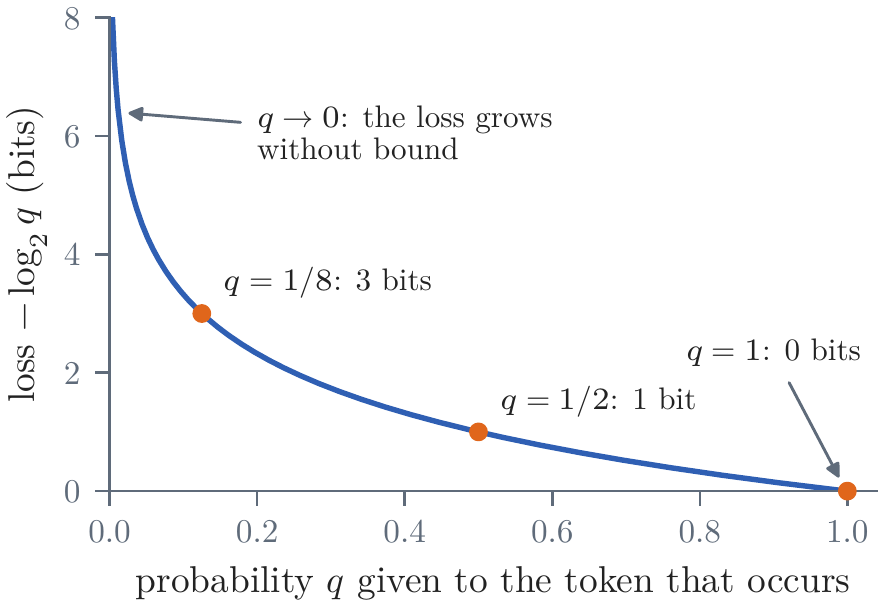 8
6
4
2
0
loss −log₂ q (bits)
q → 0: the loss grows
without bound
q = 1/8: 3 bits
q = 1: 0 bits
q = 1/2: 1 bit
0.0 0.2 0.4 0.6 0.8 1.0
probability q given to the token that occurs